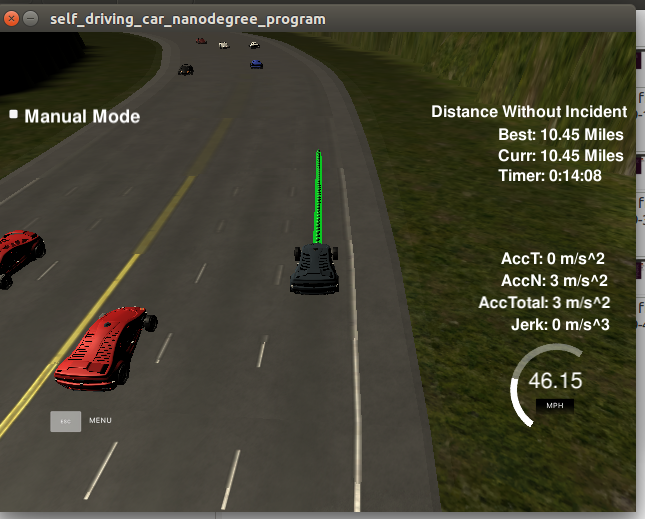 self_driving_car_nanodegree_program
Manual Mode
Distance Without Incident
Best: 10.45 Miles
Curr: 10.45 Miles
Timer: 0:14:08
AccT: 0 m/s^2
AccN: 3 m/s^2
AccTotal: 3 m/s^2
Jerk: 0 m/s^3
46.15
MPH
ESC MENU